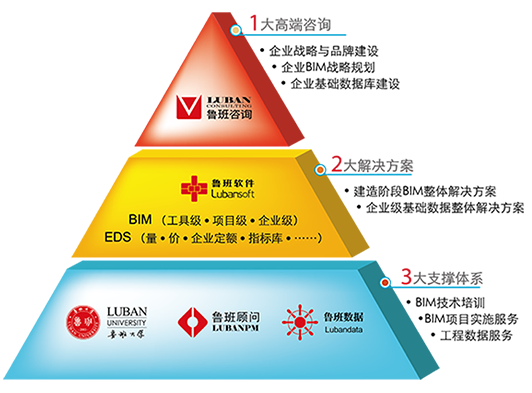 1大高端咨询
企业战略与品牌建设
企业BIM战略规划
企业基础数据库建设
LUBAN
CONSULTING
鲁班咨询
2大解决方案
鲁班软件
Lubansoft
建造阶段BIM整体解决方案
企业级基础数据整体解决方案
BIM （工具级·项目级·企业级）
EDS （量·价·企业定额·指标库·……）
3大支撑体系
LUBAN
UNIVERSITY
鲁班大学
鲁班顾问
LUBANPM
鲁班数据
Lubandata
BIM技术培训
BIM项目实施服务
工程数据服务